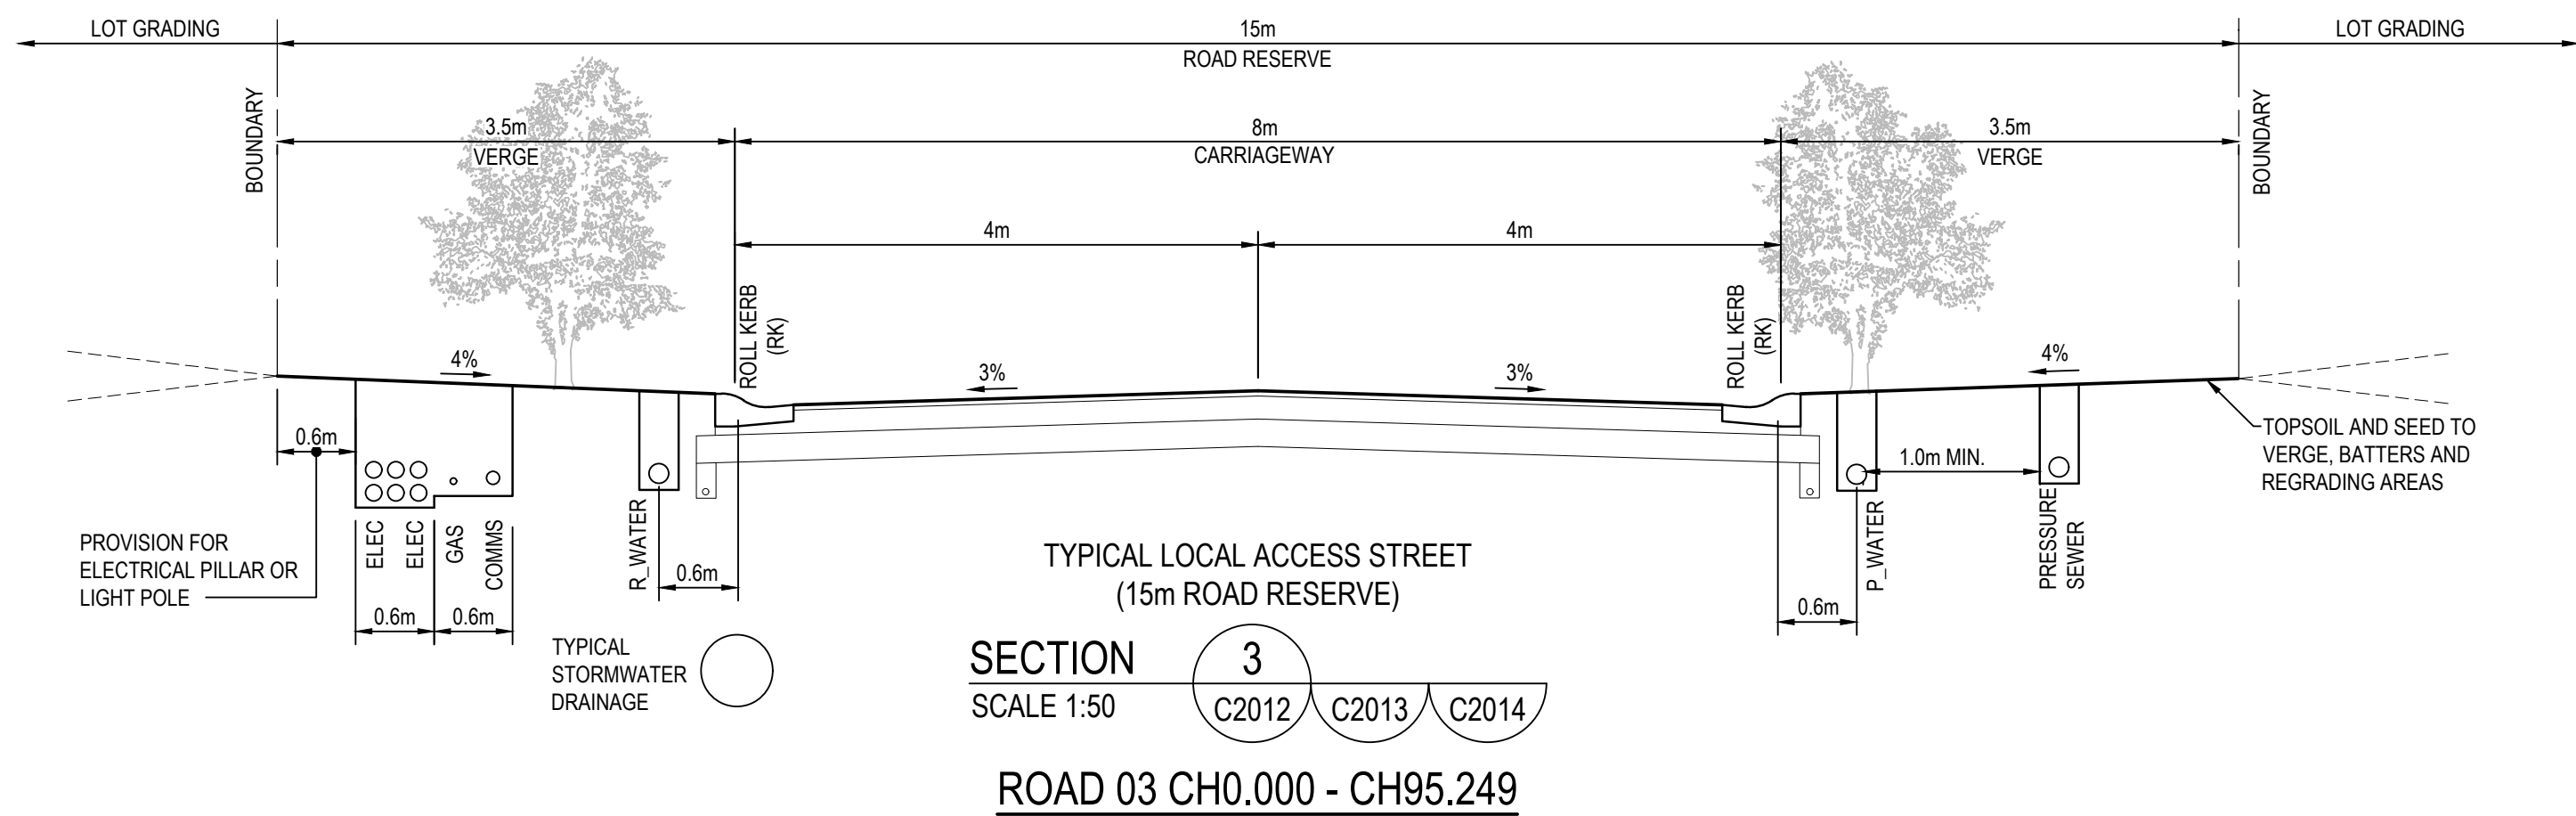 LOT GRADING
15m
ROAD RESERVE
LOT GRADING
BOUNDARY
3.5m
VERGE
8m
CARRIAGEWAY
3.5m
VERGE
BOUNDARY
4m
4m
ROLL KERB
(RK)
ROLL KERB
(RK)
4%
3%
3%
4%
0.6m
1.0m MIN.
TOPSOIL AND SEED TO
VERGE, BATTERS AND
REGRADING AREAS
PROVISION FOR
ELECTRICAL PILLAR OR
LIGHT POLE
ELEC
ELEC
GAS
COMMS
R_WATER
0.6m
P_WATER
PRESSURE
SEWER
0.6m
0.6m
0.6m
TYPICAL
STORMWATER
DRAINAGE
TYPICAL LOCAL ACCESS STREET
(15m ROAD RESERVE)
SECTION
3
SCALE 1:50
C2012
C2013
C2014
ROAD 03 CH0.000 - CH95.249